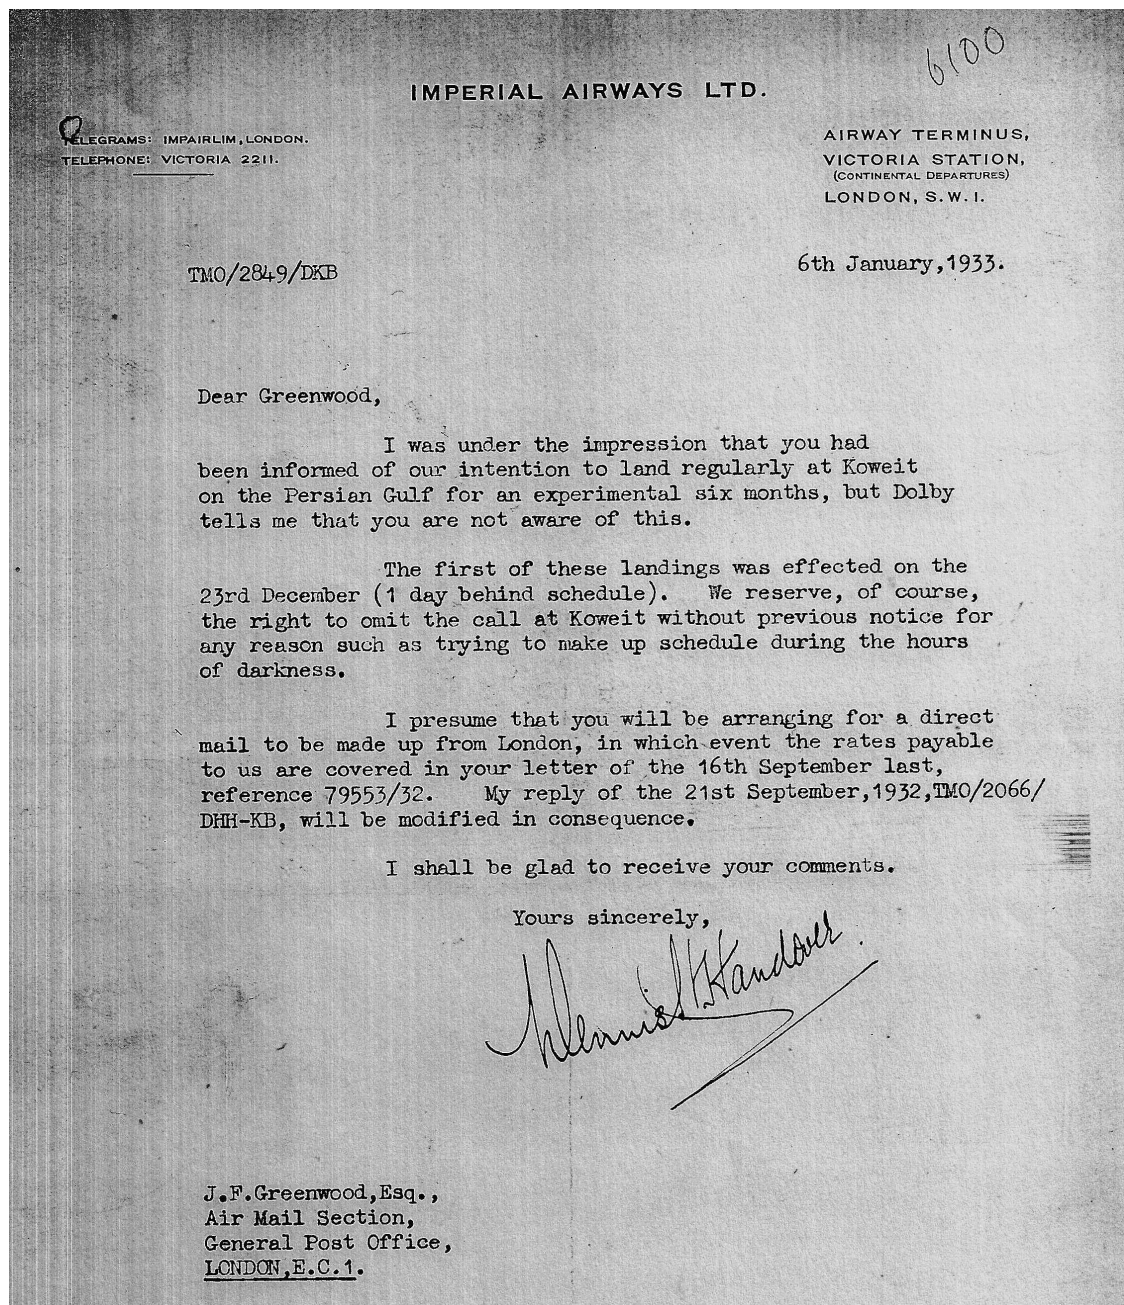 6100
IMPERIAL AIRWAYS LTD.
TELEGRAMS: IMPAIRLIM, LONDON.
TELEPHONE: VICTORIA 2211.
AIRWAY TERMINUS,
VICTORIA STATION,
(CONTINENTAL DEPARTURES)
LONDON, S.W.1.
TMO/2849/DKB
6th January,1933.
Dear Greenwood,
I was under the impression that you had
been informed of our intention to land regularly at Koweit
on the Persian Gulf for an experimental six months, but Dolby
tells me that you are not aware of this.
The first of these landings was effected on the
23rd December (1 day behind schedule). We reserve, of course,
the right to omit the call at Koweit without previous notice for
any reason such as trying to make up schedule during the hours
of darkness.
I presume that you will be arranging for a direct
mail to be made up from London, in which event the rates payable
to us are covered in your letter of the 16th September last,
reference 79553/32. My reply of the 21st September,1932,TMO/2066/
DHH-KB, will be modified in consequence.
I shall be glad to receive your comments.
Yours sincerely,
Dennis H. Handover.
J.F.Greenwood,Esq.,
Air Mail Section,
General Post Office,
LONDON,E.C.1.